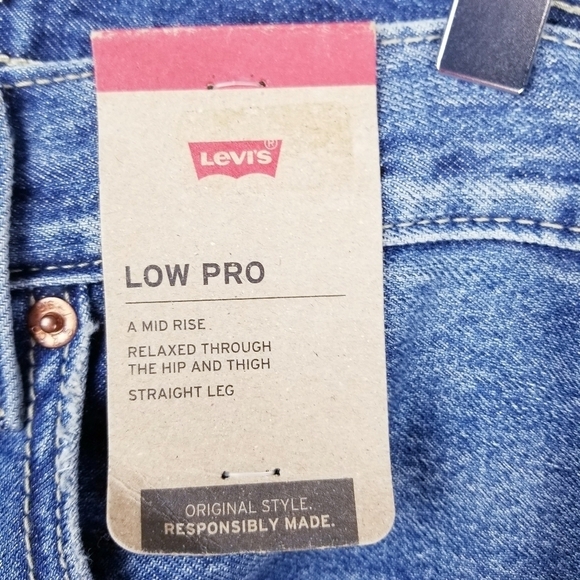 Levi's®
LOW PRO
A MID RISE
RELAXED THROUGH
THE HIP AND THIGH
STRAIGHT LEG
ORIGINAL STYLE.
RESPONSIBLY MADE.